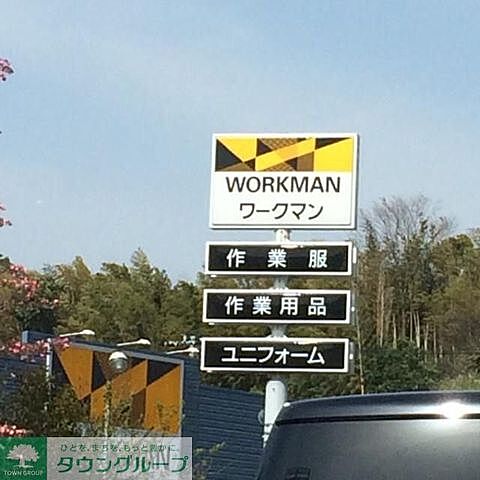 WORKMAN
ワークマン
作業服
作業用品
ユニフォーム
WORKMAN
ひとを、まちを、もっと豊かに。
タウングループ
TOWN GROUP